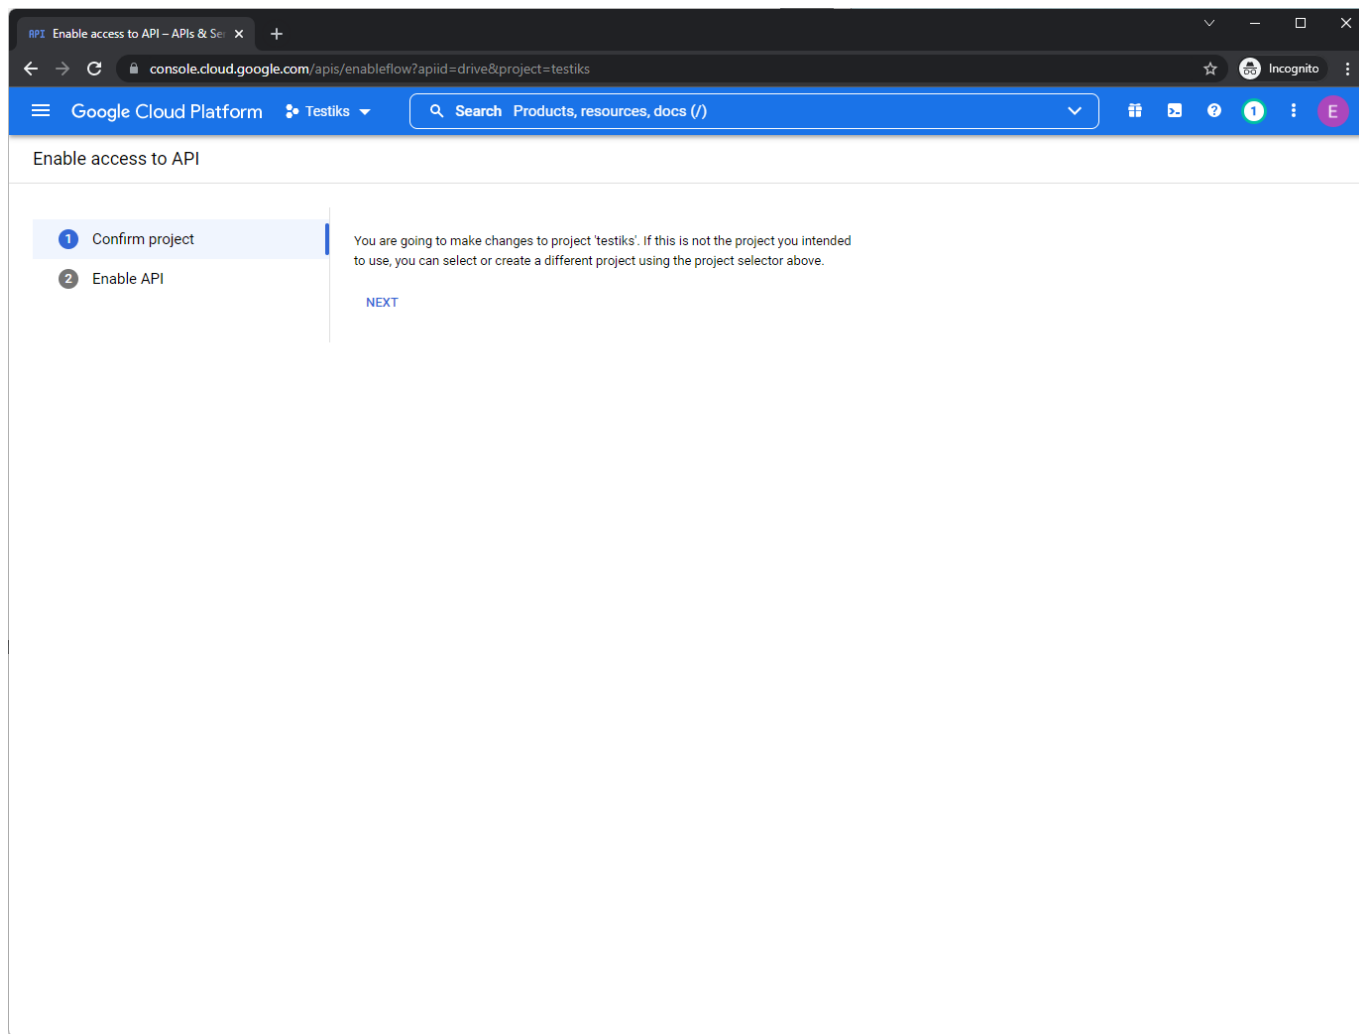 API Enable access to API – APIs & Ser
console.cloud.google.com/apis/enableflow?apiid=drive&project=testiks
Incognito
Google Cloud Platform Testiks Search Products, resources, docs (/) 1 E
Enable access to API
1 Confirm project
2 Enable API
You are going to make changes to project 'testiks'. If this is not the project you intended
to use, you can select or create a different project using the project selector above.
NEXT